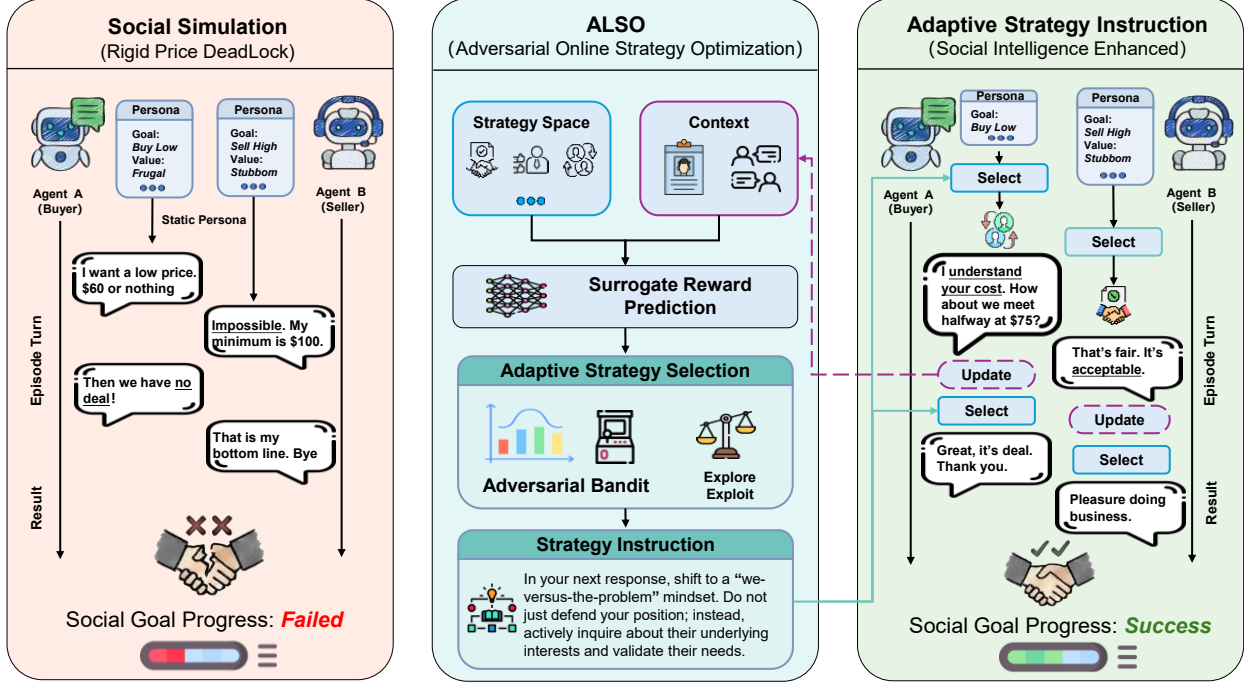 Social Simulation
(Rigid Price DeadLock)
Persona
Goal:
Buy Low
Value:
Frugal
Persona
Goal:
Sell High
Value:
Stubbom
Agent A
(Buyer)
Agent B
(Seller)
Static Persona
I want a low price.
$60 or nothing
Impossible. My
minimum is $100.
Then we have no
deal!
That is my
bottom line. Bye
Episode Turn
Result
Social Goal Progress: Failed
ALSO
(Adversarial Online Strategy Optimization)
Strategy Space
Context
Surrogate Reward
Prediction
Adaptive Strategy Selection
Adversarial Bandit
Explore
Exploit
Strategy Instruction
In your next response, shift to a “we-
versus-the-problem” mindset. Do not
just defend your position; instead,
actively inquire about their underlying
interests and validate their needs.
Adaptive Strategy Instruction
(Social Intelligence Enhanced)
Persona
Goal:
Buy Low
Persona
Goal:
Sell High
Value:
Stubbom
Agent A
(Buyer)
Agent B
(Seller)
Select
Select
I understand
your cost. How
about we meet
halfway at $75?
That’s fair. It’s
acceptable.
Update
Select
Update
Great, it’s deal.
Thank you.
Select
Pleasure doing
business.
Episode Turn
Result
Social Goal Progress: Success